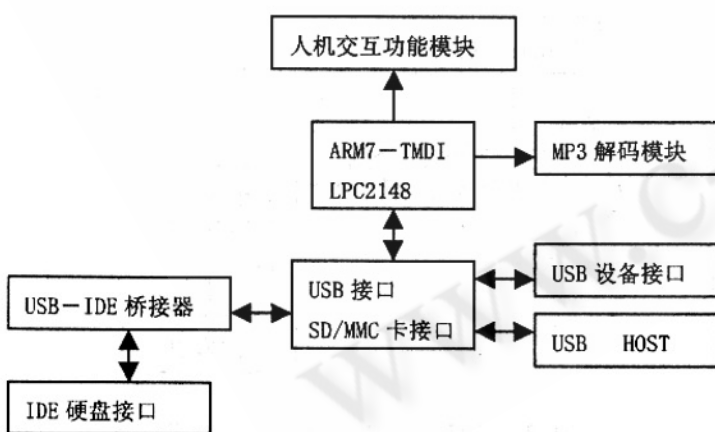 人机交互功能模块
ARM7－TMDI
LPC2148
MP3 解码模块
USB 接口
SD/MMC 卡接口
USB 设备接口
USB HOST
USB－IDE 桥接器
IDE 硬盘接口
www.c